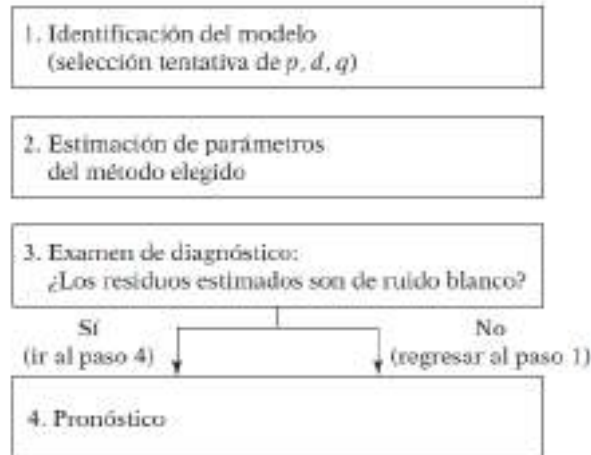 1. Identificación del modelo
(selección tentativa de p, d, q)
2. Estimación de parámetros
del método elegido
3. Examen de diagnóstico:
¿Los residuos estimados son de ruido blanco?
Sí
(ir al paso 4)
No
(regresar al paso 1)
4. Pronóstico